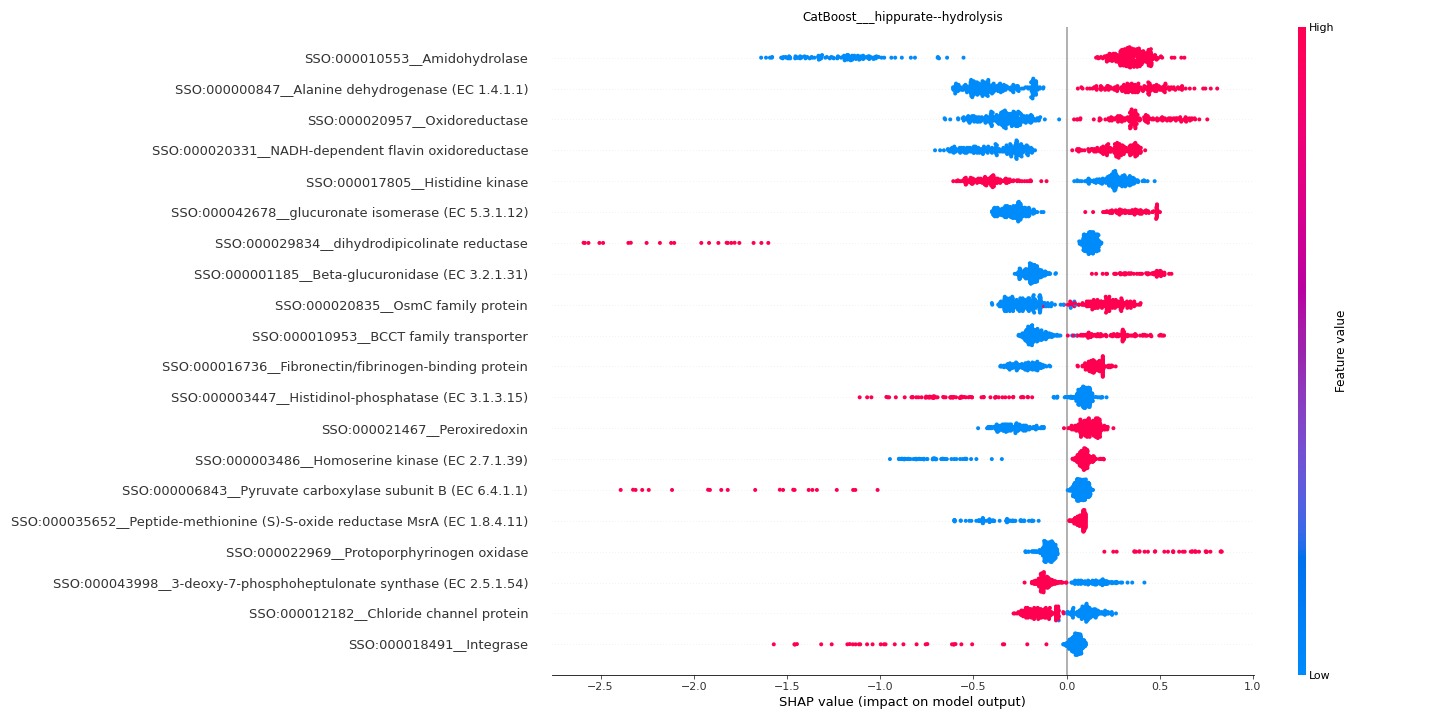 CatBoost___hippurate--hydrolysis
High
SSO:000010553__Amidohydrolase
SSO:000000847__Alanine dehydrogenase (EC 1.4.1.1)
SSO:000020957__Oxidoreductase
SSO:000020331__NADH-dependent flavin oxidoreductase
SSO:000017805__Histidine kinase
SSO:000042678__glucuronate isomerase (EC 5.3.1.12)
SSO:000029834__dihydrodipicolinate reductase
SSO:000001185__Beta-glucuronidase (EC 3.2.1.31)
SSO:000020835__OsmC family protein
SSO:000010953__BCCT family transporter
SSO:000016736__Fibronectin/fibrinogen-binding protein
SSO:000003447__Histidinol-phosphatase (EC 3.1.3.15)
SSO:000021467__Peroxiredoxin
SSO:000003486__Homoserine kinase (EC 2.7.1.39)
SSO:000006843__Pyruvate carboxylase subunit B (EC 6.4.1.1)
SSO:000035652__Peptide-methionine (S)-S-oxide reductase MsrA (EC 1.8.4.11)
SSO:000022969__Protoporphyrinogen oxidase
SSO:000043998__3-deoxy-7-phosphoheptulonate synthase (EC 2.5.1.54)
SSO:000012182__Chloride channel protein
SSO:000018491__Integrase
Feature value
Low
−2.5 −2.0 −1.5 −1.0 −0.5 0.0 0.5 1.0
SHAP value (impact on model output)